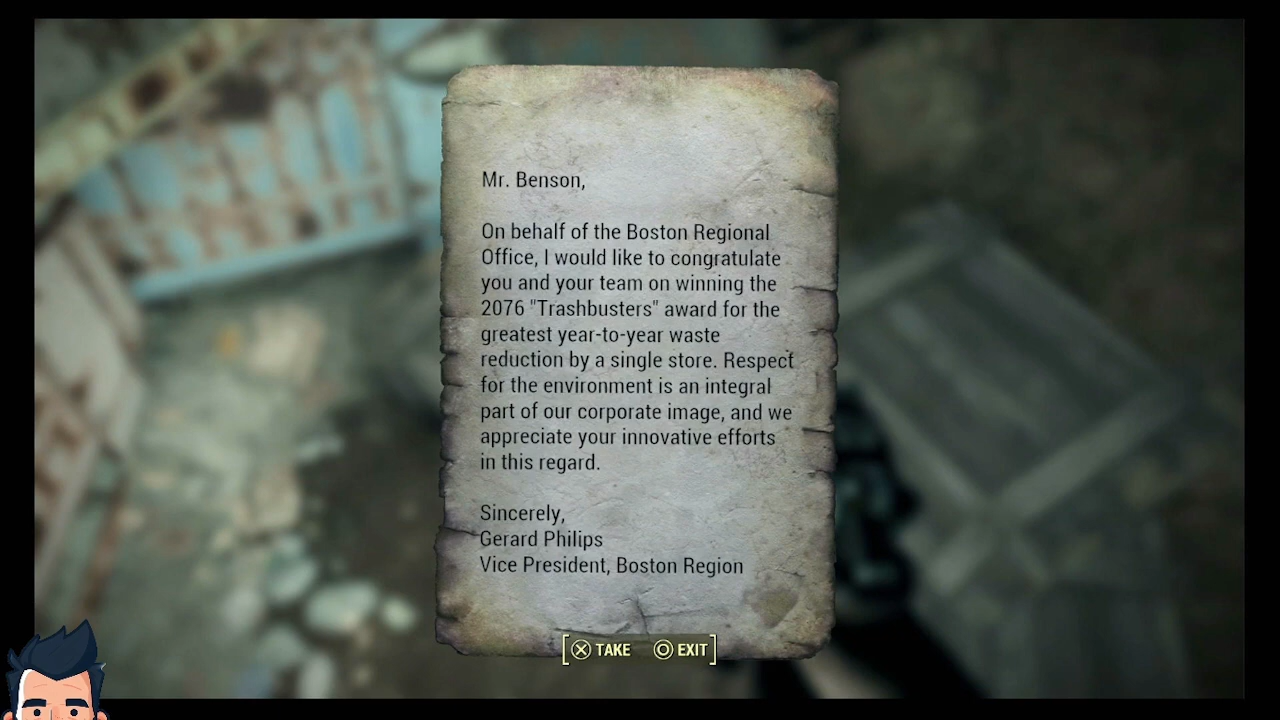 Mr. Benson,
On behalf of the Boston Regional
Office, I would like to congratulate
you and your team on winning the
2076 "Trashbusters" award for the
greatest year-to-year waste
reduction by a single store. Respect
for the environment is an integral
part of our corporate image, and we
appreciate your innovative efforts
in this regard.
Sincerely,
Gerard Philips
Vice President, Boston Region
TAKE EXIT